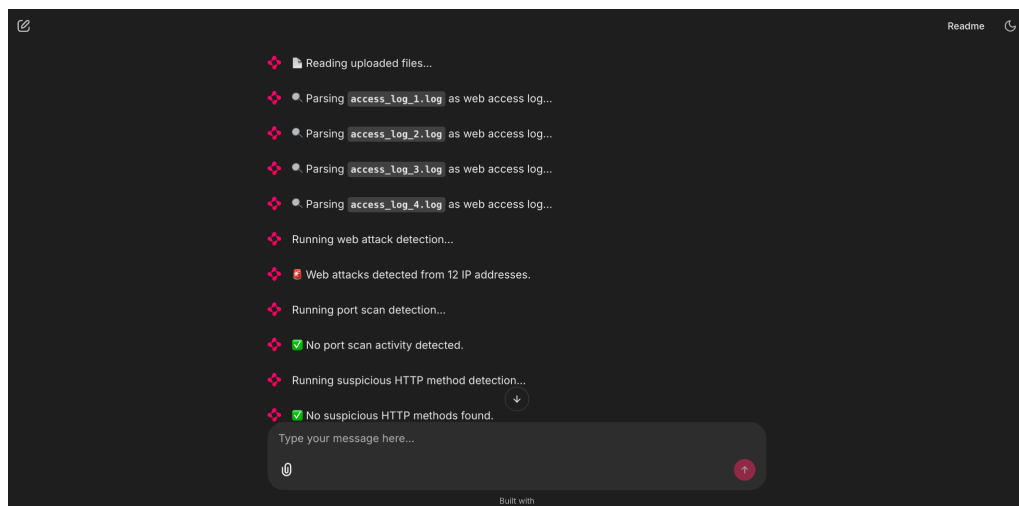 Readme
Reading uploaded files...
Parsing access_log_1.log as web access log...
Parsing access_log_2.log as web access log...
Parsing access_log_3.log as web access log...
Parsing access_log_4.log as web access log...
Running web attack detection...
Web attacks detected from 12 IP addresses.
Running port scan detection...
No port scan activity detected.
Running suspicious HTTP method detection...
No suspicious HTTP methods found.
Type your message here...
Built with